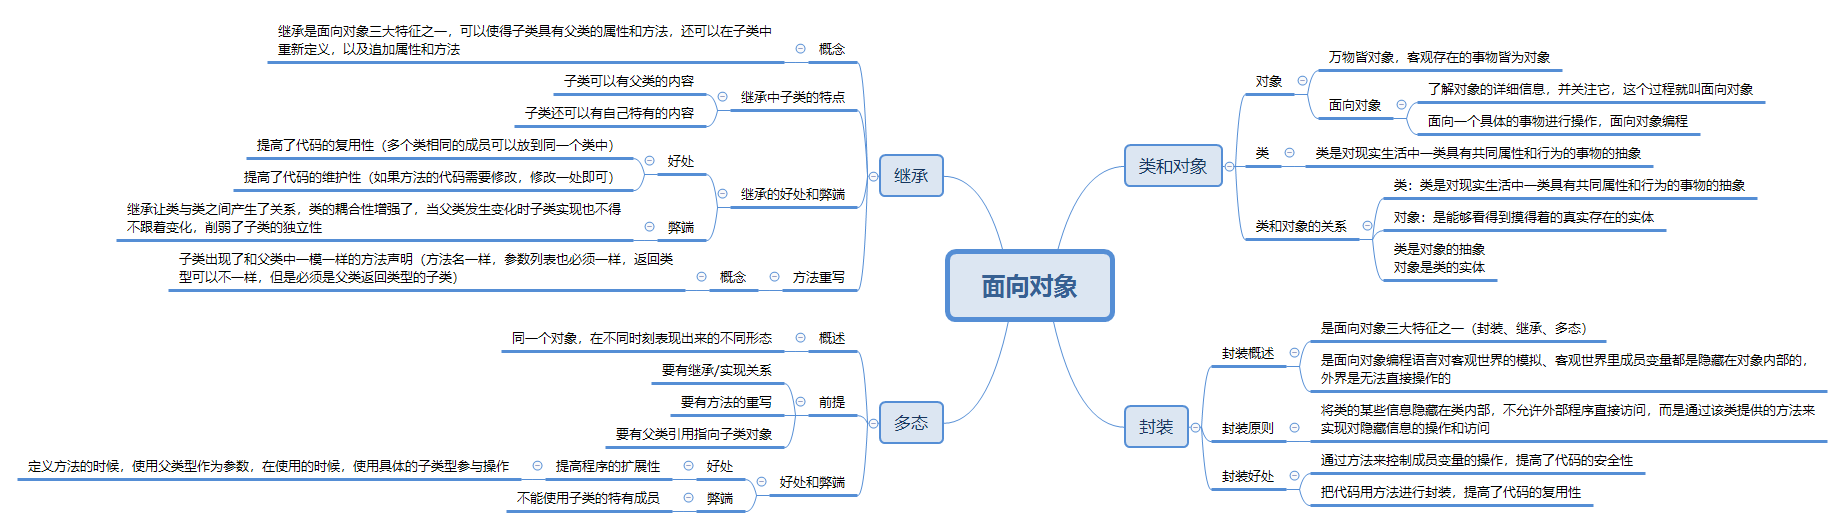 面向对象
类和对象
对象
万物皆对象，客观存在的事物皆为对象
面向对象
了解对象的详细信息，并关注它，这个过程就叫面向对象
面向一个具体的事物进行操作，面向对象编程
类
类是对现实生活中一类具有共同属性和行为的事物的抽象
类和对象的关系
类：类是对现实生活中一类具有共同属性和行为的事物的抽象
对象：是能够看得到摸得着的真实存在的实体
类是对象的抽象
对象是类的实体
封装
封装概述
是面向对象三大特征之一（封装、继承、多态）
是面向对象编程语言对客观世界的模拟、客观世界里成员变量都是隐藏在对象内部的，
外界是无法直接操作的
封装原则
将类的某些信息隐藏在类内部，不允许外部程序直接访问，而是通过该类提供的方法来
实现对隐藏信息的操作和访问
封装好处
通过方法来控制成员变量的操作，提高了代码的安全性
把代码用方法进行封装，提高了代码的复用性
继承
概念
继承是面向对象三大特征之一，可以使得子类具有父类的属性和方法，还可以在子类中
重新定义，以及追加属性和方法
继承中子类的特点
子类可以有父类的内容
子类还可以有自己特有的内容
继承的好处和弊端
好处
提高了代码的复用性（多个类相同的成员可以放到同一个类中）
提高了代码的维护性（如果方法的代码需要修改，修改一处即可）
弊端
继承让类与类之间产生了关系，类的耦合性增强了，当父类发生变化时子类实现也不得
不跟着变化，削弱了子类的独立性
方法重写
概念
子类出现了和父类中一模一样的方法声明（方法名一样，参数列表也必须一样，返回类
型可以不一样，但是必须是父类返回类型的子类）
多态
概述
同一个对象，在不同时刻表现出来的不同形态
前提
要有继承/实现关系
要有方法的重写
要有父类引用指向子类对象
好处和弊端
好处
提高程序的扩展性
定义方法的时候，使用父类型作为参数，在使用的时候，使用具体的子类型参与操作
弊端
不能使用子类的特有成员